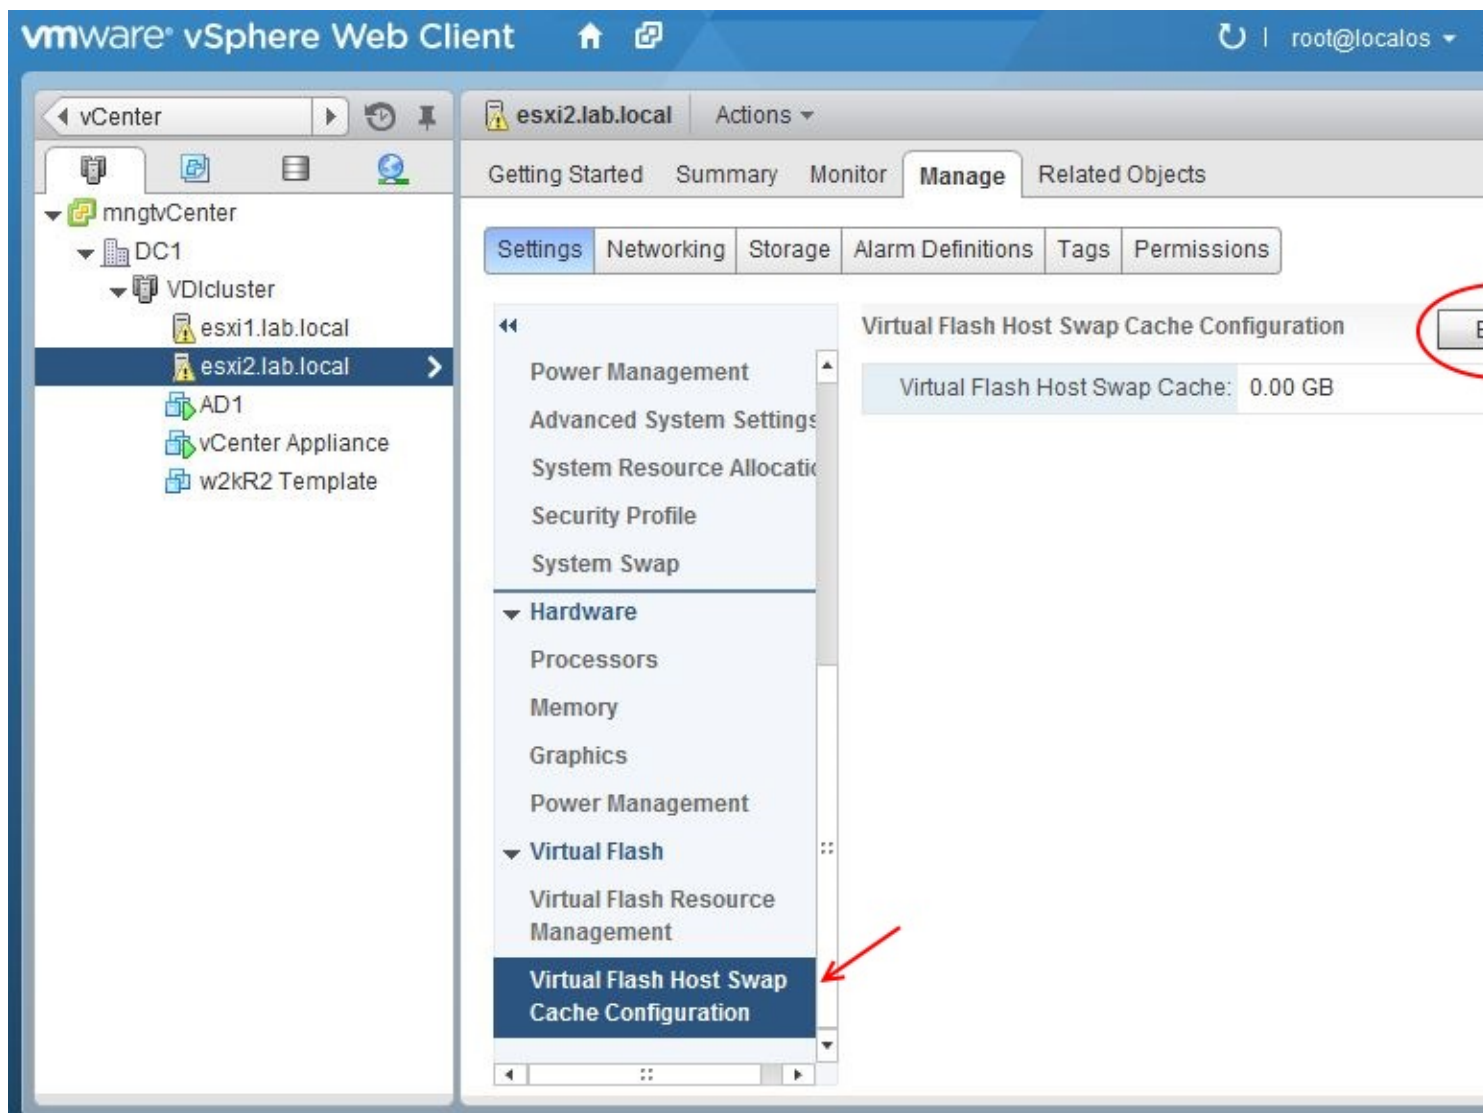 vmware vSphere Web Client
root@localos
vCenter
esxi2.lab.local
Actions
Getting Started
Summary
Monitor
Manage
Related Objects
mngtvCenter
DC1
VDIcluster
esxi1.lab.local
esxi2.lab.local
AD1
vCenter Appliance
w2kR2 Template
Settings
Networking
Storage
Alarm Definitions
Tags
Permissions
Power Management
Advanced System Settings
System Resource
Security Profile
System Swap
Hardware
Processors
Memory
Graphics
Power Management
Virtual Flash
Virtual Flash Resource
Management
Virtual Flash Host Swap
Cache Configuration
Virtual Flash Host Swap Cache Configuration
Virtual Flash Host Swap Cache: 0.00 GB